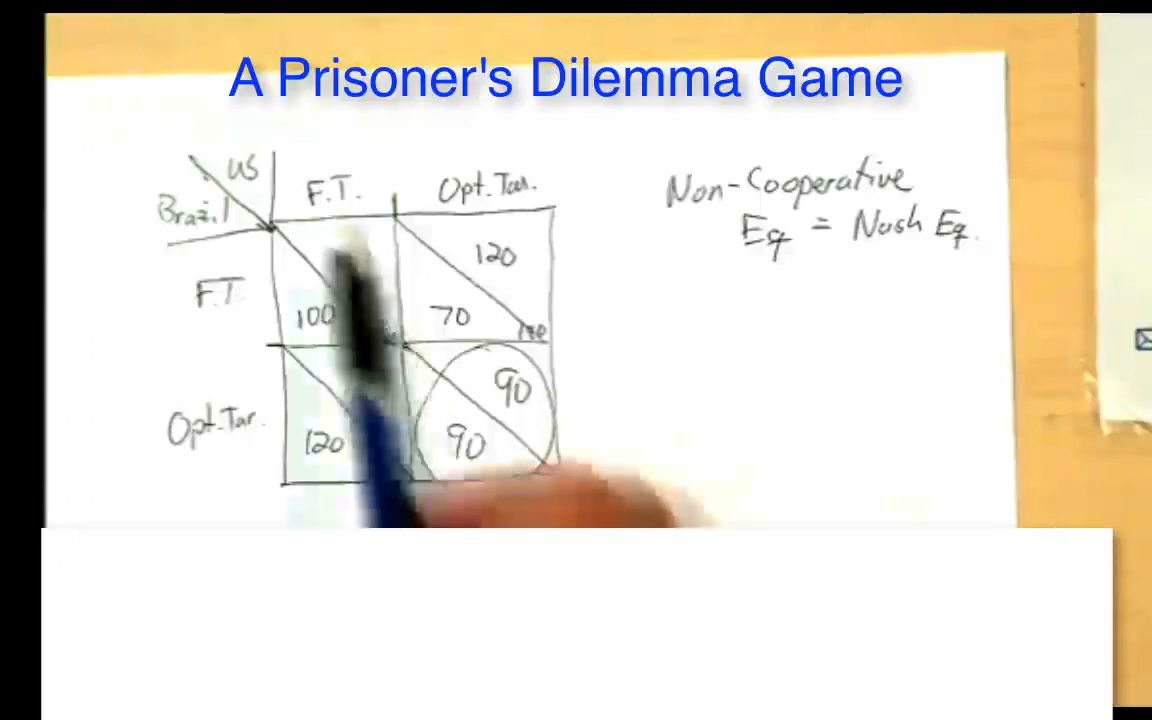 A Prisoner's Dilemma Game
US
Brazil
F.T.
Opt. Tar.
Non-Cooperative
Eq = Nash Eq.
F.T.
100
120
70
Opt. Tar.
120
90
90